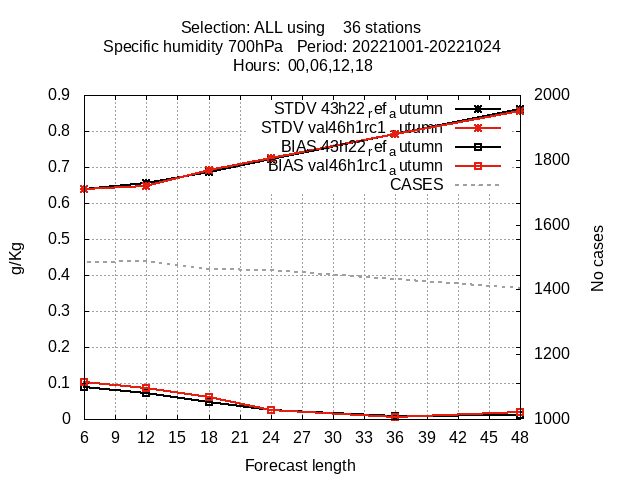 Selection: ALL using    36 stations
Specific humidity 700hPa   Period: 20221001-20221024
Hours:  00,06,12,18
0.9
0.8
0.7
0.6
0.5
0.4
0.3
0.2
0.1
0
g/Kg
STDV 43h22_ref_autumn
STDV val46h1rc1_autumn
BIAS 43h22_ref_autumn
BIAS val46h1rc1_autumn
CASES
2000
1800
1600
1400
1200
1000
No cases
6 9 12 15 18 21 24 27 30 33 36 39 42 45 48
Forecast length